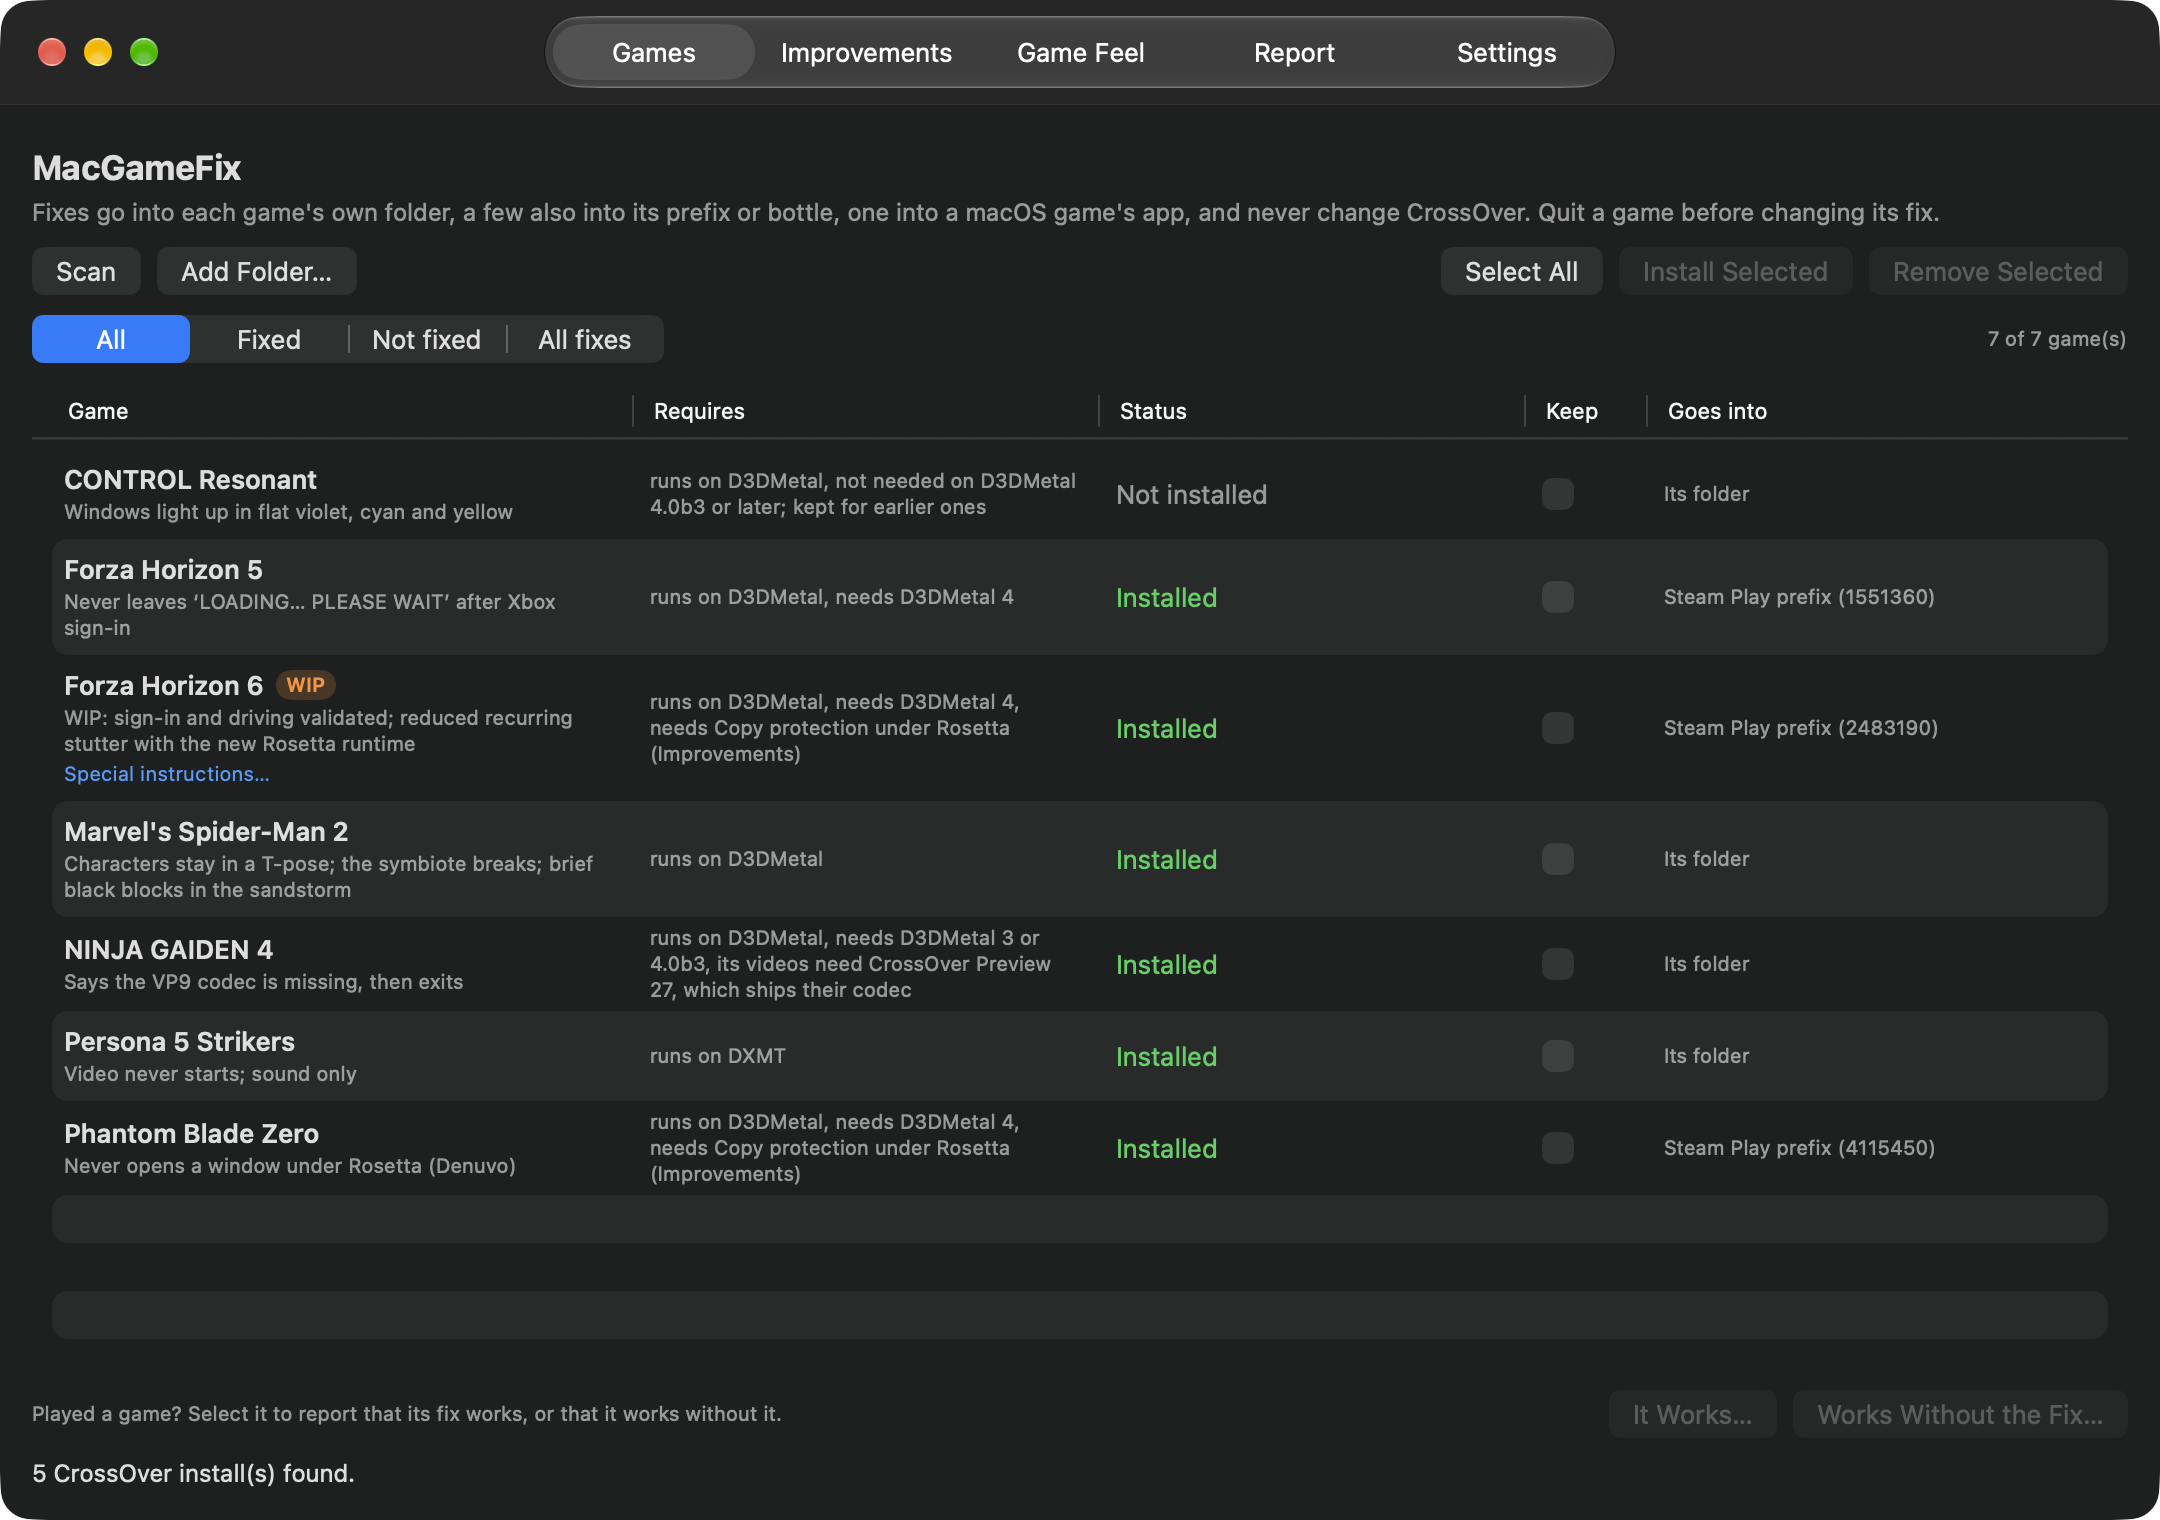 Games Improvements Game Feel Report Settings
MacGameFix
Fixes go into each game's own folder, a few also into its prefix or bottle, one into a macOS game's app, and never change CrossOver. Quit a game before changing its fix.
Scan Add Folder... Select All Install Selected Remove Selected
All Fixed Not fixed All fixes 7 of 7 game(s)
Game Requires Status Keep Goes into
CONTROL Resonant
Windows light up in flat violet, cyan and yellow
runs on D3DMetal, not needed on D3DMetal
4.0b3 or later; kept for earlier ones
Not installed
Its folder
Forza Horizon 5
Never leaves ‘LOADING... PLEASE WAIT’ after Xbox
sign-in
runs on D3DMetal, needs D3DMetal 4
Installed
Steam Play prefix (1551360)
Forza Horizon 6 WIP
WIP: sign-in and driving validated; reduced recurring
stutter with the new Rosetta runtime
Special instructions...
runs on D3DMetal, needs D3DMetal 4,
needs Copy protection under Rosetta
(Improvements)
Installed
Steam Play prefix (2483190)
Marvel's Spider-Man 2
Characters stay in a T-pose; the symbiote breaks; brief
black blocks in the sandstorm
runs on D3DMetal
Installed
Its folder
NINJA GAIDEN 4
Says the VP9 codec is missing, then exits
runs on D3DMetal, needs D3DMetal 3 or
4.0b3, its videos need CrossOver Preview
27, which ships their codec
Installed
Its folder
Persona 5 Strikers
Video never starts; sound only
runs on DXMT
Installed
Its folder
Phantom Blade Zero
Never opens a window under Rosetta (Denuvo)
runs on D3DMetal, needs D3DMetal 4,
needs Copy protection under Rosetta
(Improvements)
Installed
Steam Play prefix (4115450)
Played a game? Select it to report that its fix works, or that it works without it.
It Works... Works Without the Fix...
5 CrossOver install(s) found.